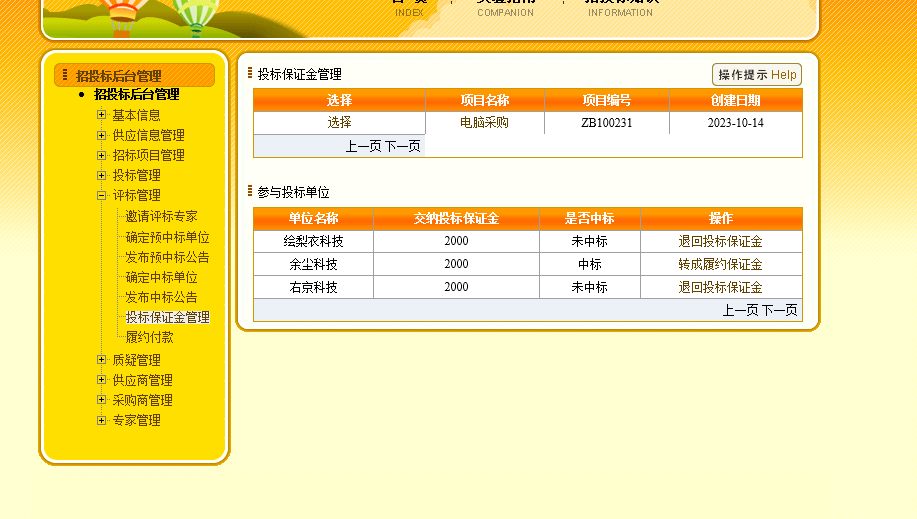 INDEX COMPANION INFORMATION
招投标后台管理
招投标后台管理
基本信息
供应信息管理
招标项目管理
投标管理
评标管理
邀请评标专家
确定预中标单位
发布预中标公告
确定中标单位
发布中标公告
投标保证金管理
履约付款
质疑管理
供应商管理
采购商管理
专家管理
投标保证金管理
操作提示 Help
选择 项目名称 项目编号 创建日期
选择 电脑采购 ZB100231 2023-10-14
上一页 下一页
参与投标单位
单位名称 交纳投标保证金 是否中标 操作
绘梨衣科技 2000 未中标 退回投标保证金
余尘科技 2000 中标 转成履约保证金
右京科技 2000 未中标 退回投标保证金
上一页 下一页